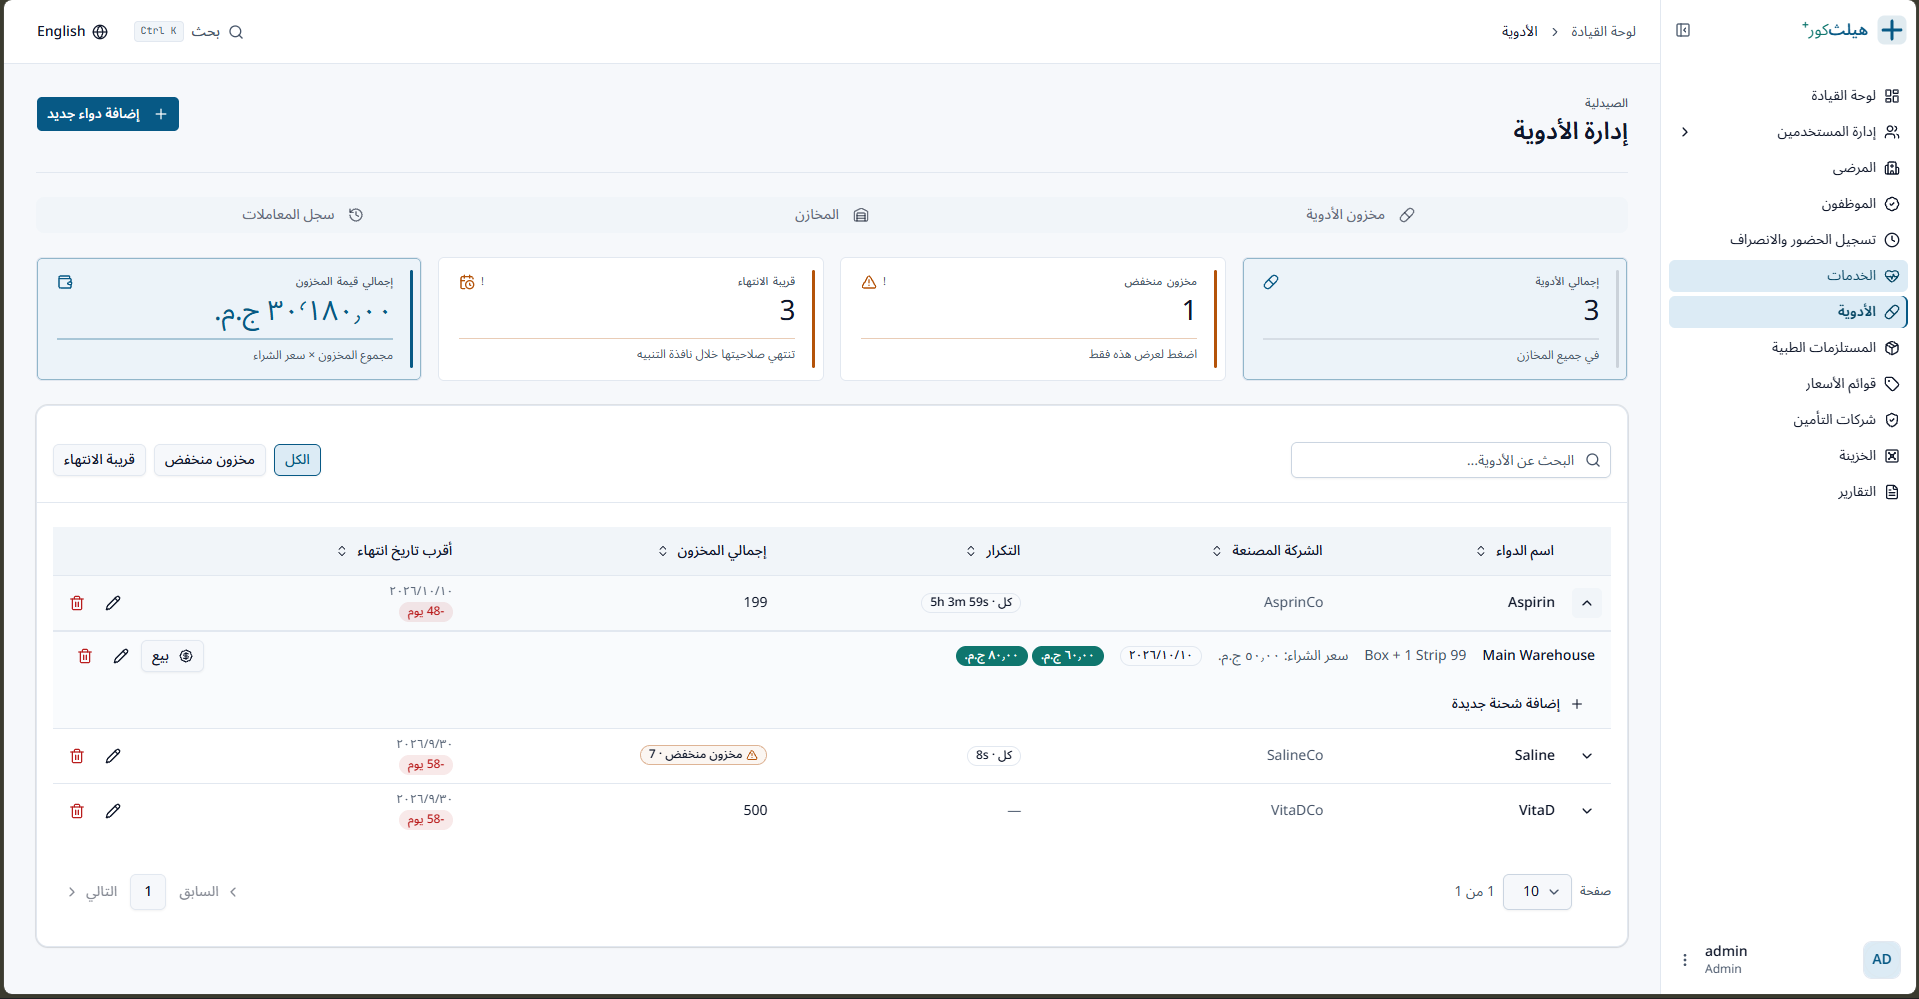 هيلثكور+
لوحة القيادة
إدارة المستخدمين
المرضى
الموظفون
تسجيل الحضور والانصراف
الخدمات
الأدوية
المستلزمات الطبية
قوائم الأسعار
شركات التأمين
الخزينة
التقارير
AD
admin
Admin
لوحة القيادة
الأدوية
بحث
Ctrl K
English
الصيدلية
إدارة الأدوية
إضافة دواء جديد
مخزون الأدوية
المخازن
سجل المعاملات
إجمالي الأدوية
3
في جميع المخازن
مخزون منخفض
!
1
اضغط لعرض هذه فقط
قريبة الانتهاء
!
3
تنتهي صلاحيتها خلال نافذة التنبيه
إجمالي قيمة المخزون
٣٠٬١٨٠٫٠٠ ج.م.
مجموع المخزون × سعر الشراء
البحث عن الأدوية...
الكل
مخزون منخفض
قريبة الانتهاء
اسم الدواء الشركة المصنعة التكرار إجمالي المخزون أقرب تاريخ انتهاء
Aspirin AsprinCo كل · 5h 3m 59s 199 ٢٠٢٦/١٠/١٠
-48 يوم
Main Warehouse 99 Box + 1 Strip سعر الشراء: ٥٠٫٠٠ ج.م. ٢٠٢٦/١٠/١٠ ٦٠٫٠٠ ج.م. ٨٠٫٠٠ ج.م. بيع
إضافة شحنة جديدة
Saline SalineCo كل · 8s مخزون منخفض · 7 ٢٠٢٦/٩/٣٠
-58 يوم
VitaD VitaDCo — 500 ٢٠٢٦/٩/٣٠
-58 يوم
صفحة 10 1 من 1
السابق 1 التالي